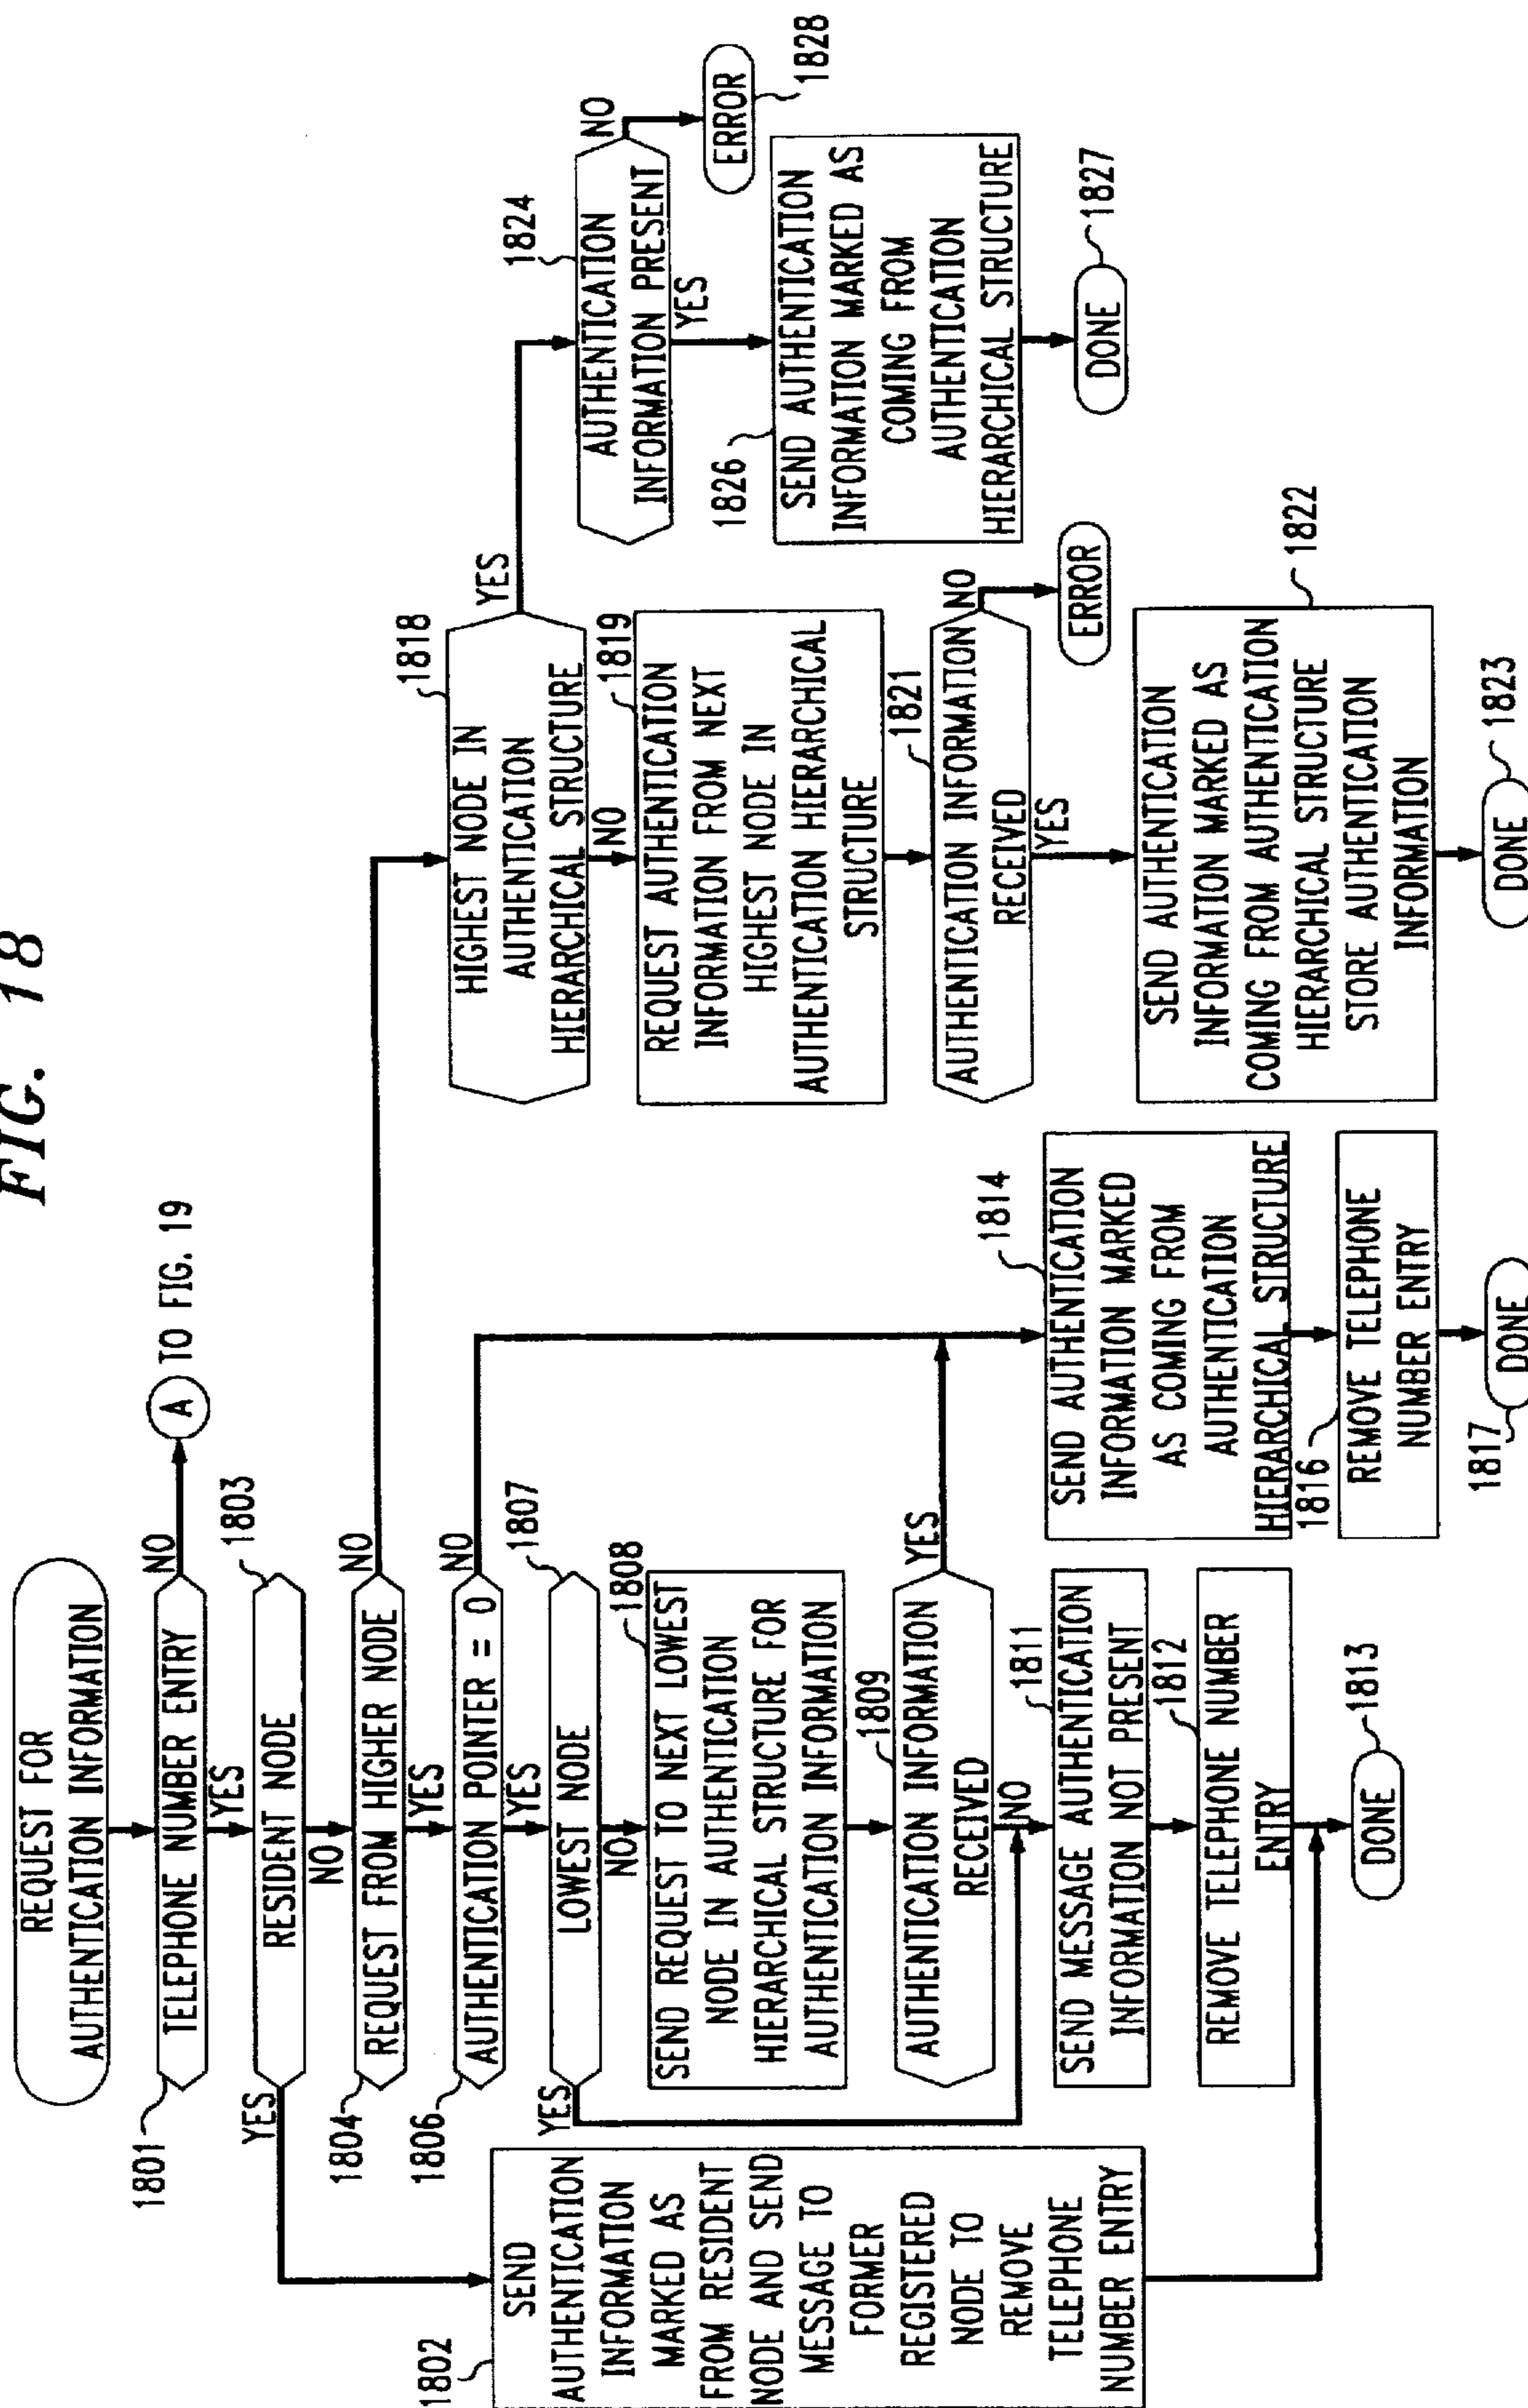 FIG. 18
REQUEST FOR
AUTHENTICATION INFORMATION
1801
TELEPHONE NUMBER ENTRY
NO
A
TO FIG. 19
YES
1803
RESIDENT NODE
YES
NO
1804
REQUEST FROM HIGHER NODE
NO
YES
1806
AUTHENTICATION POINTER = 0
NO
YES
1807
LOWEST NODE
YES
NO
1808
SEND REQUEST TO NEXT LOWEST
NODE IN AUTHENTICATION
HIERARCHICAL STRUCTURE FOR
AUTHENTICATION INFORMATION
1809
AUTHENTICATION INFORMATION
RECEIVED
YES
NO
1811
SEND MESSAGE AUTHENTICATION
INFORMATION NOT PRESENT
1812
REMOVE TELEPHONE NUMBER
ENTRY
1813
DONE
1802
SEND
AUTHENTICATION
INFORMATION
MARKED AS
FROM RESIDENT
NODE AND SEND
MESSAGE TO
FORMER
REGISTERED
NODE TO
REMOVE
TELEPHONE
NUMBER ENTRY
1814
SEND AUTHENTICATION
INFORMATION MARKED
AS COMING FROM
AUTHENTICATION
HIERARCHICAL STRUCTURE
1816
REMOVE TELEPHONE
NUMBER ENTRY
1817
DONE
1818
HIGHEST NODE IN
AUTHENTICATION
HIERARCHICAL STRUCTURE
YES
NO
1819
REQUEST AUTHENTICATION
INFORMATION FROM NEXT
HIGHEST NODE IN
AUTHENTICATION HIERARCHICAL
STRUCTURE
1821
AUTHENTICATION INFORMATION
RECEIVED
NO
ERROR
YES
1822
SEND AUTHENTICATION
INFORMATION MARKED AS
COMING FROM AUTHENTICATION
HIERARCHICAL STRUCTURE
STORE AUTHENTICATION
INFORMATION
1823
DONE
1824
AUTHENTICATION
INFORMATION PRESENT
NO
ERROR
1828
YES
1826
SEND AUTHENTICATION
INFORMATION MARKED AS
COMING FROM
AUTHENTICATION
HIERARCHICAL STRUCTURE
1827
DONE